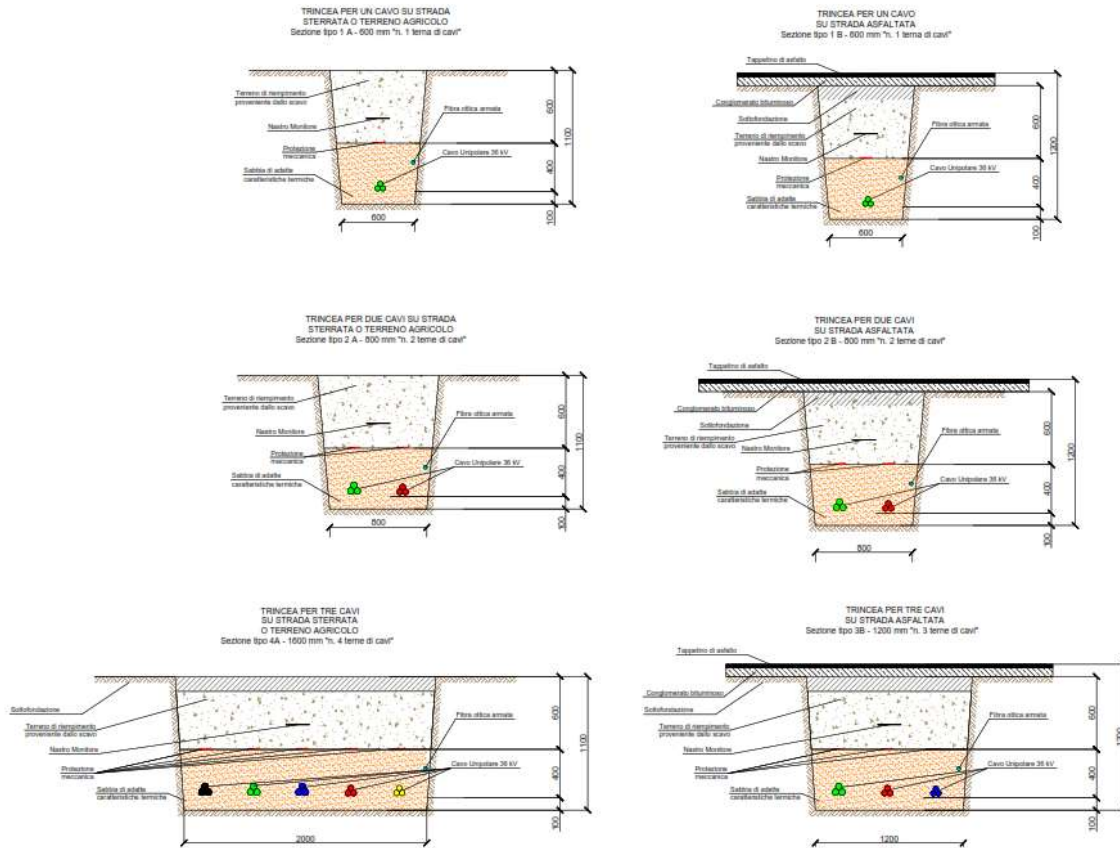 TRINCEA PER UN CAVO SU STRADA
STERRATA O TERRENO AGRICOLO
Sezione tipo 1 A - 600 mm "n. 1 terna di cavi"
Terreno di riempimento
proveniente dallo scavo
Nastro Monitore
Protezione
meccanica
Sabbia di adatte
caratteristiche termiche
Fibra ottica armata
Cavo Unipolare 36 kV
600
400
100
1100
600
TRINCEA PER UN CAVO
SU STRADA ASFALTATA
Sezione tipo 1 B - 600 mm "n. 1 terna di cavi"
Tappetino di asfalto
Conglomerato bituminoso
Sottofondazione
Terreno di riempimento
proveniente dallo scavo
Nastro Monitore
Protezione
meccanica
Sabbia di adatte
caratteristiche termiche
Fibra ottica armata
Cavo Unipolare 36 kV
600
400
100
1200
600
TRINCEA PER DUE CAVI SU STRADA
STERRATA O TERRENO AGRICOLO
Sezione tipo 2 A - 800 mm "n. 2 terne di cavi"
Terreno di riempimento
proveniente dallo scavo
Nastro Monitore
Protezione
meccanica
Sabbia di adatte
caratteristiche termiche
Fibra ottica armata
Cavo Unipolare 36 kV
600
400
100
1100
800
TRINCEA PER DUE CAVI
SU STRADA ASFALTATA
Sezione tipo 2 B - 800 mm "n. 2 terne di cavi"
Tappetino di asfalto
Conglomerato bituminoso
Sottofondazione
Terreno di riempimento
proveniente dallo scavo
Nastro Monitore
Protezione
meccanica
Sabbia di adatte
caratteristiche termiche
Fibra ottica armata
Cavo Unipolare 36 kV
600
400
100
1200
800
TRINCEA PER TRE CAVI
SU STRADA STERRATA
O TERRENO AGRICOLO
Sezione tipo 4A - 1600 mm "n. 4 terne di cavi"
Sottofondazione
Terreno di riempimento
proveniente dallo scavo
Nastro Monitore
Protezione
meccanica
Sabbia di adatte
caratteristiche termiche
Fibra ottica armata
Cavo Unipolare 36 kV
600
400
100
1100
2000
TRINCEA PER TRE CAVI
SU STRADA ASFALTATA
Sezione tipo 3B - 1200 mm "n. 3 terne di cavi"
Tappetino di asfalto
Conglomerato bituminoso
Sottofondazione
Terreno di riempimento
proveniente dallo scavo
Nastro Monitore
Protezione
meccanica
Sabbia di adatte
caratteristiche termiche
Fibra ottica armata
Cavo Unipolare 36 kV
600
400
100
1200